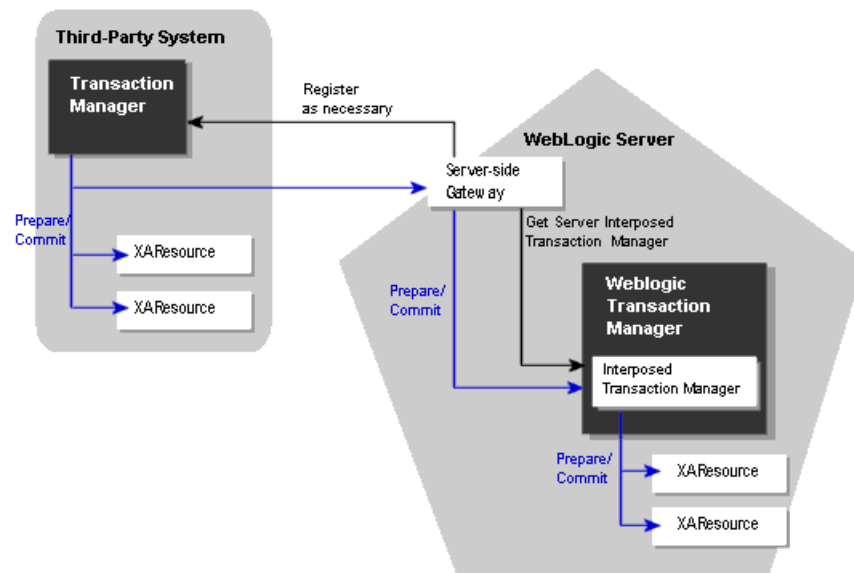 Third-Party System
Transaction
Manager
Register
as necessary
WebLogic Server
Server-side
Gateway
Prepare/
Commit
XAResource
XAResource
Get Server Interposed
Transaction Manager
Prepare/
Commit
Weblogic
Transaction
Manager
Interposed
Transaction Manager
Prepare/
Commit
XAResource
XAResource